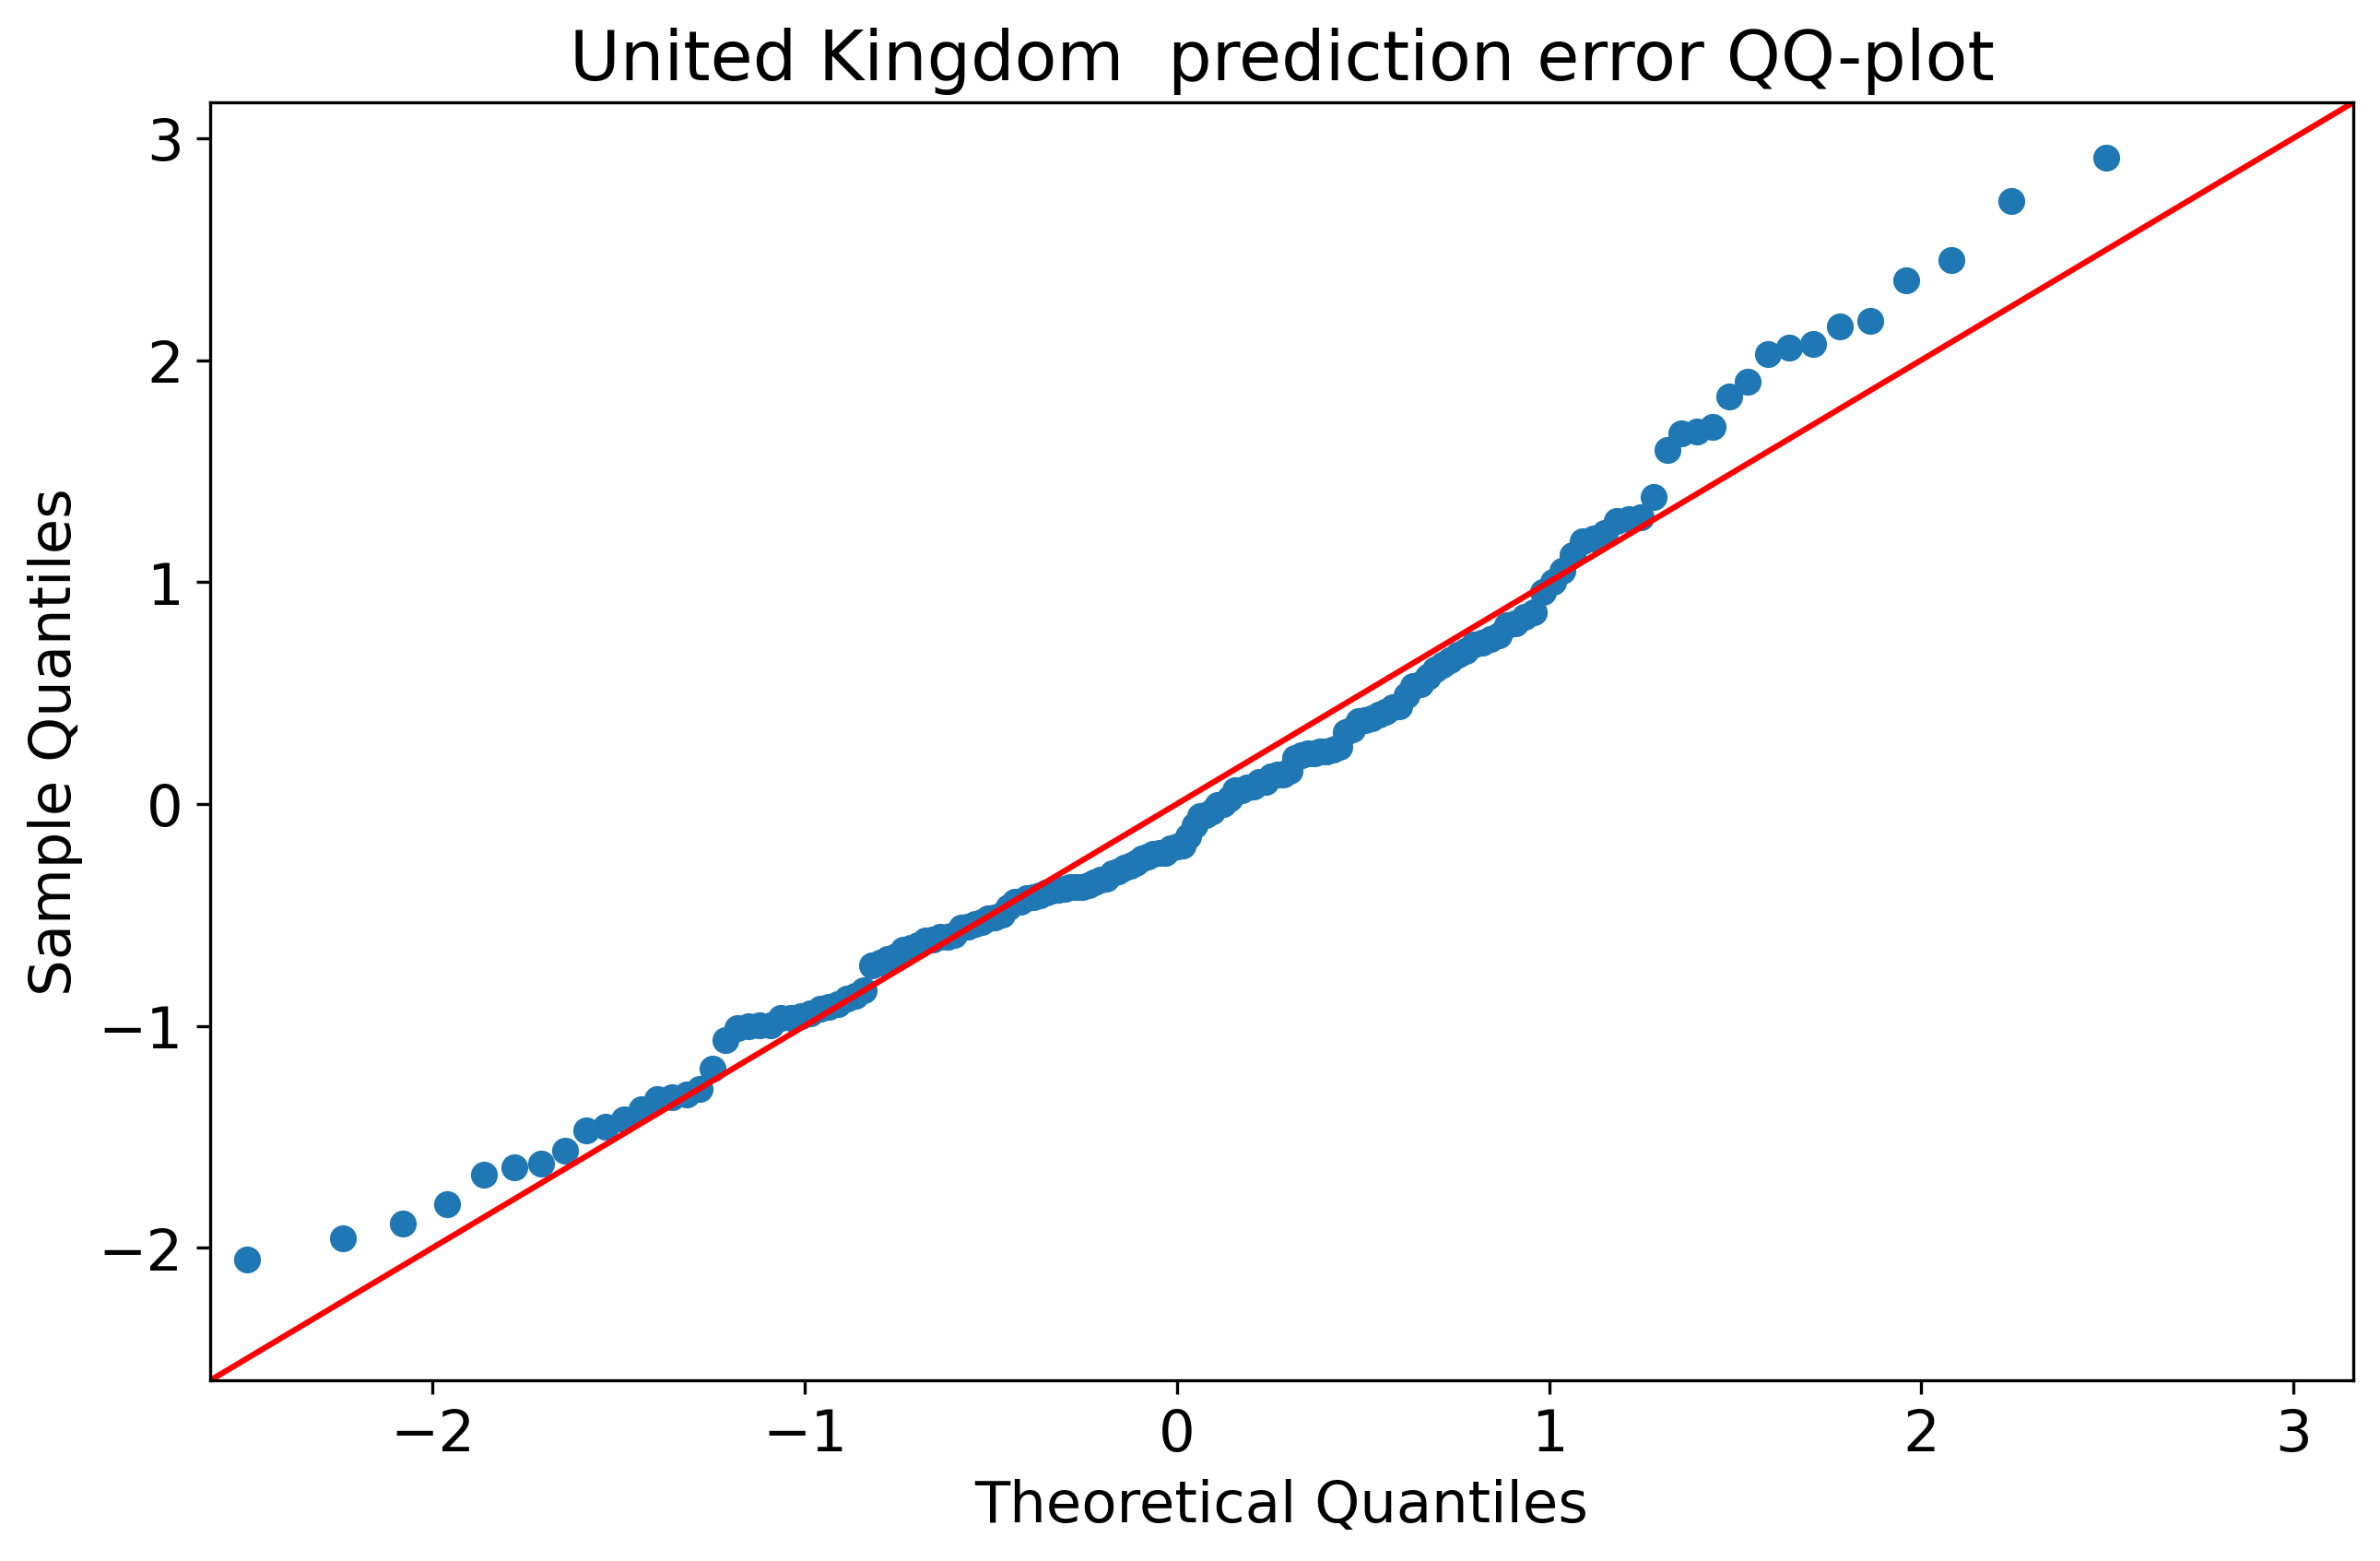 United Kingdom  prediction error QQ-plot
3
2
1
0
−1
−2
Sample Quantiles
−2 −1 0 1 2 3
Theoretical Quantiles